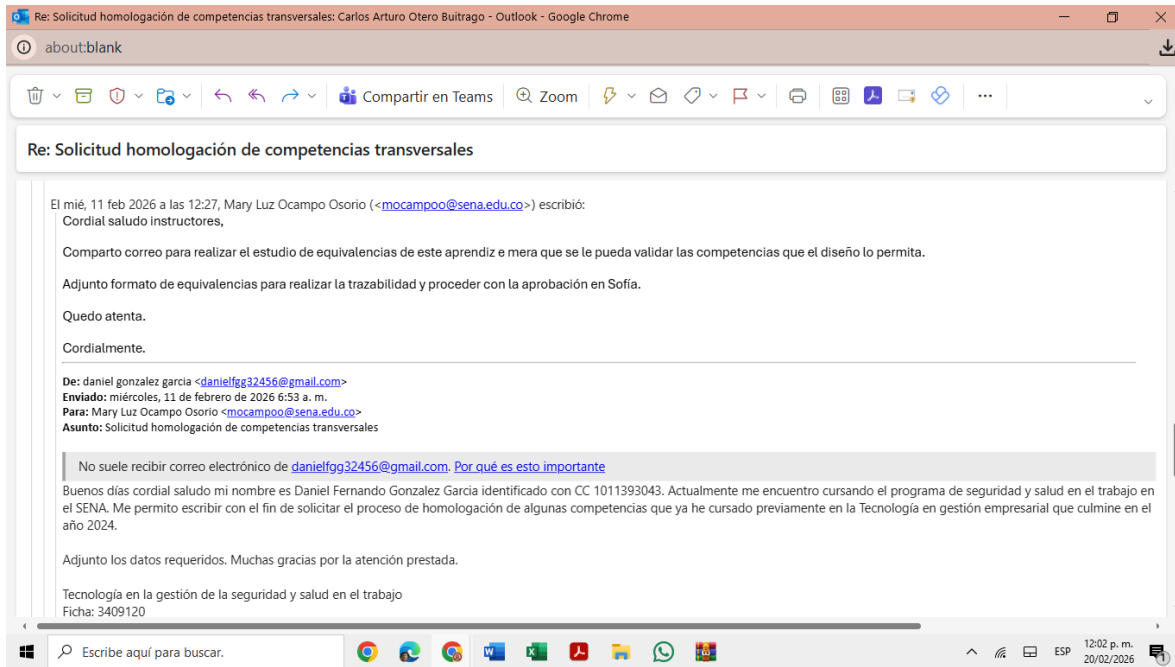 Re: Solicitud homologación de competencias transversales: Carlos Arturo Otero Buitrago - Outlook - Google Chrome
about:blank
Compartir en Teams Zoom
Re: Solicitud homologación de competencias transversales
El mié, 11 feb 2026 a las 12:27, Mary Luz Ocampo Osorio (<mocampoo@sena.edu.co>) escribió:
Cordial saludo instructores,
Comparto correo para realizar el estudio de equivalencias de este aprendiz e mera que se le pueda validar las competencias que el diseño lo permita.
Adjunto formato de equivalencias para realizar la trazabilidad y proceder con la aprobación en Sofía.
Quedo atenta.
Cordialmente.
De: daniel gonzalez garcia <danielfgg32456@gmail.com>
Enviado: miércoles, 11 de febrero de 2026 6:53 a. m.
Para: Mary Luz Ocampo Osorio <mocampoo@sena.edu.co>
Asunto: Solicitud homologación de competencias transversales
No suele recibir correo electrónico de danielfgg32456@gmail.com. Por qué es esto importante
Buenos días cordial saludo mi nombre es Daniel Fernando Gonzalez Garcia identificado con CC 1011393043. Actualmente me encuentro cursando el programa de seguridad y salud en el trabajo en
el SENA. Me permito escribir con el fin de solicitar el proceso de homologación de algunas competencias que ya he cursado previamente en la Tecnología en gestión empresarial que culmine en el
año 2024.
Adjunto los datos requeridos. Muchas gracias por la atención prestada.
Tecnología en la gestión de la seguridad y salud en el trabajo
Ficha: 3409120
Escribe aquí para buscar.
ESP
12:02 p. m.
20/02/2026